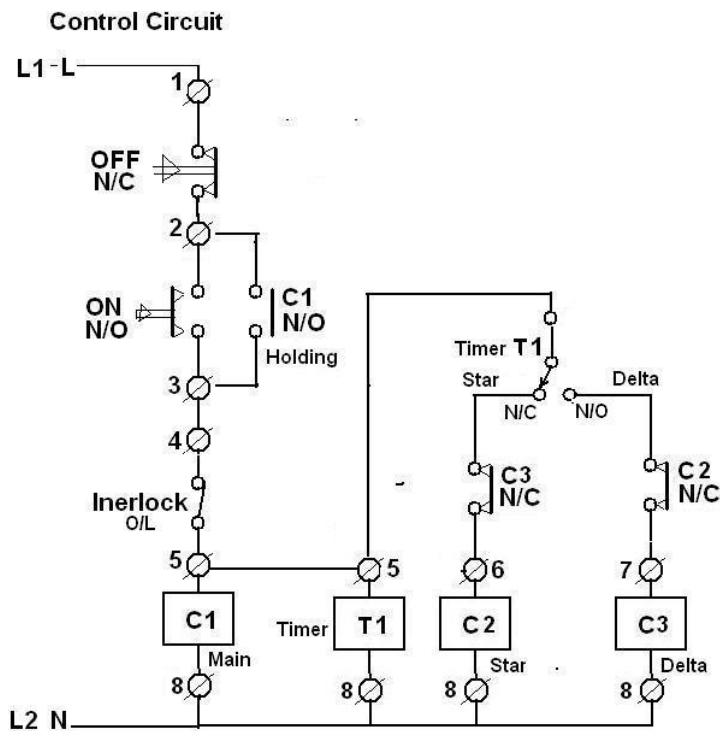 Control Circuit
L1 - L
1
OFF
N/C
2
ON
N/O
C1
N/O
Holding
3
Timer T1
Star
Delta
N/C
N/O
4
C3
N/C
C2
N/C
Inerlock
O/L
5
5
6
7
C1
Timer
T1
C2
C3
Main
Star
Delta
8
8
8
8
L2 N